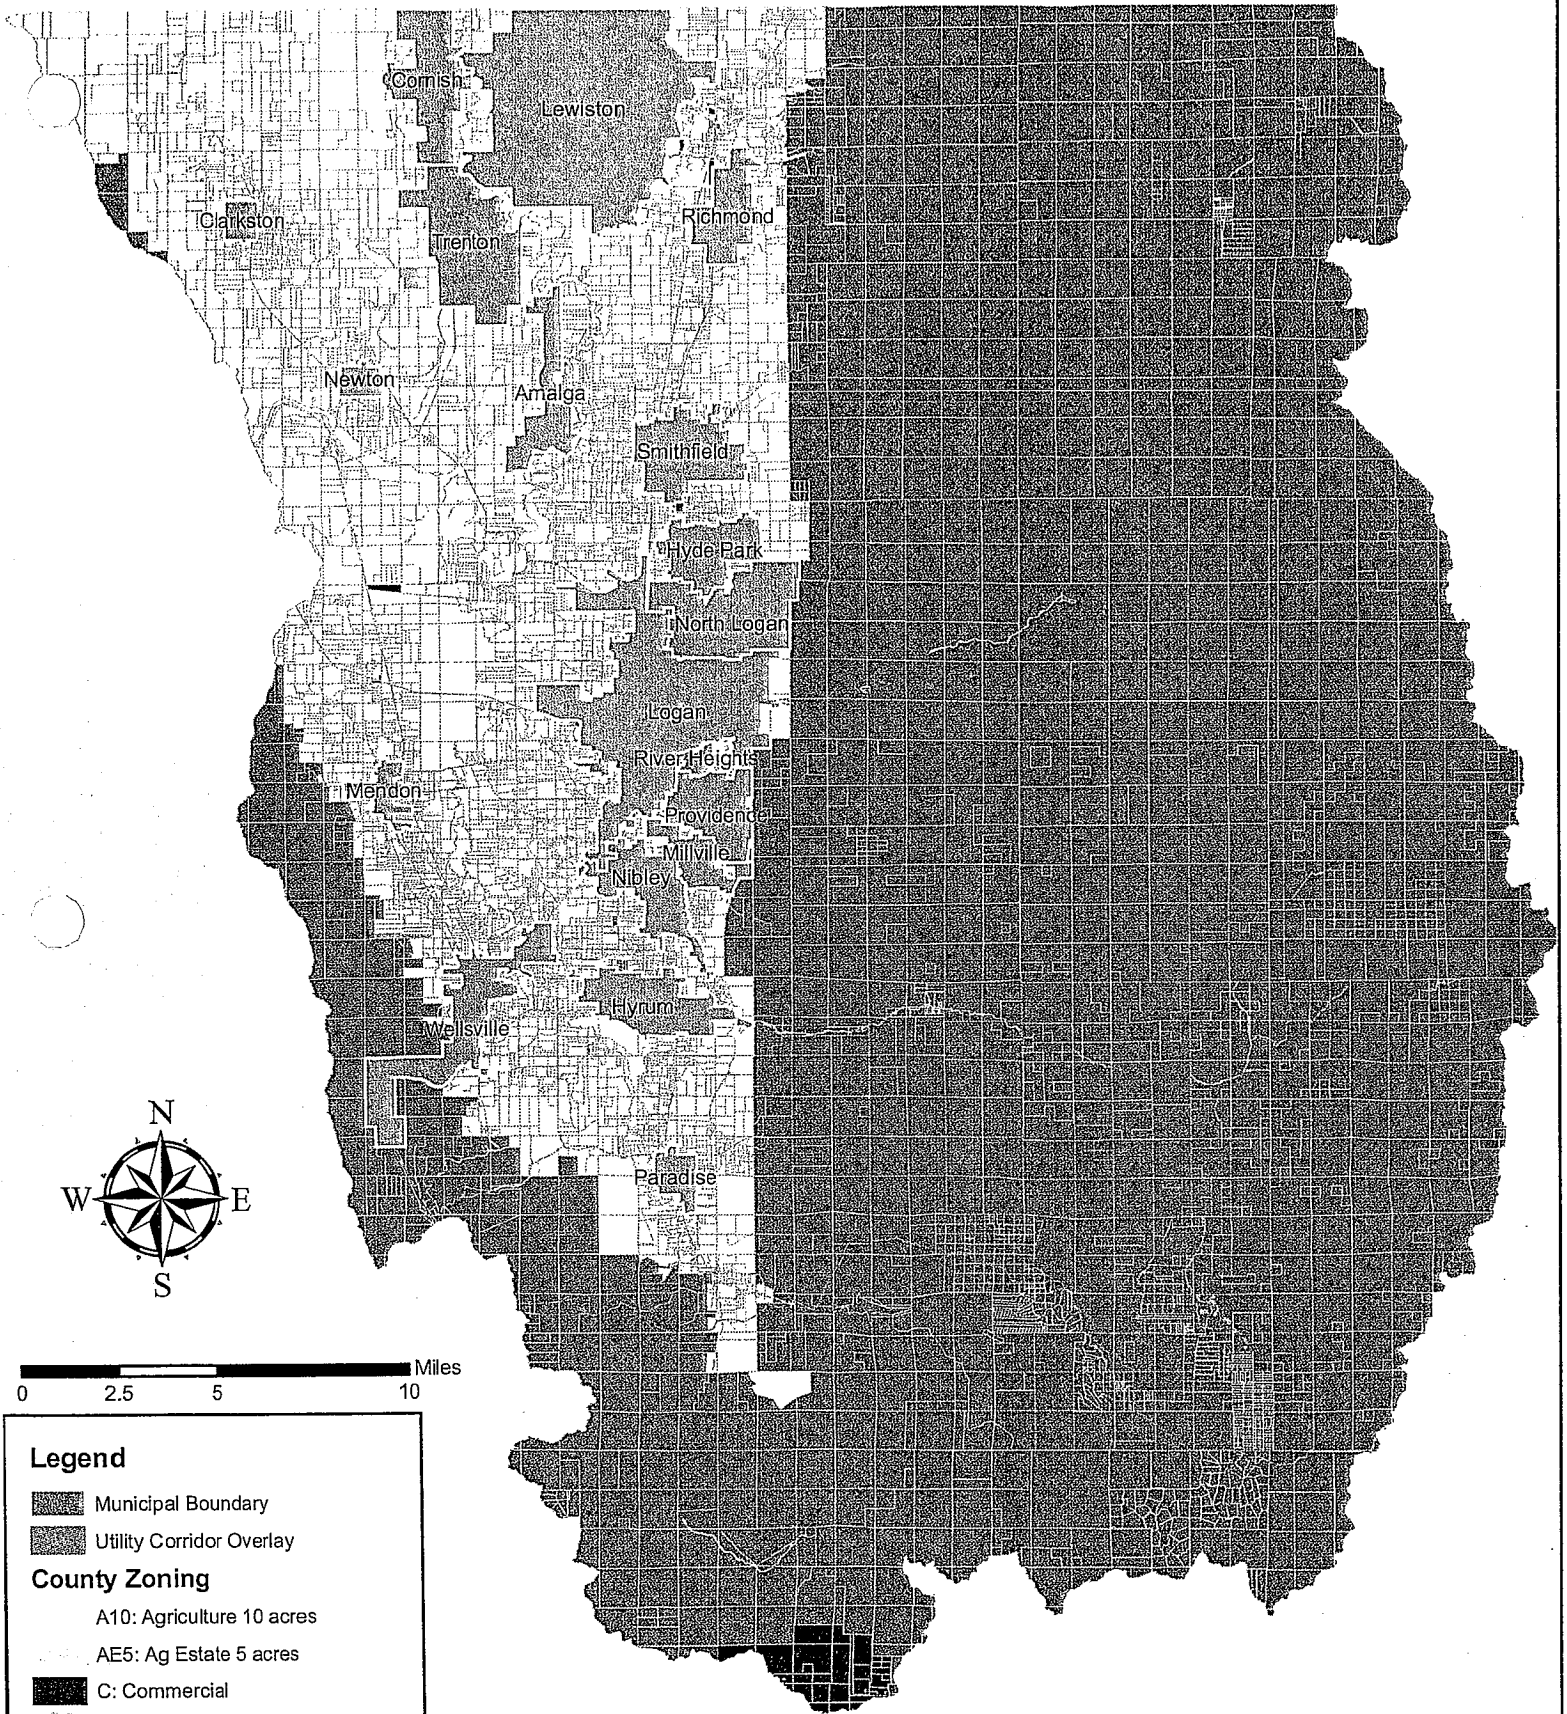 Cornish
Lewiston
Clarkston
Richmond
Trenton
Newton
Amalga
Smithfield
Hyde Park
North Logan
Logan
River Heights
Mendon
Providence
Millville
Nibley
Hyrum
Wellsville
N
W E
S
Paradise
Miles
0 2.5 5 10
Legend
Municipal Boundary
Utility Corridor Overlay
County Zoning
A10: Agriculture 10 acres
AE5: Ag Estate 5 acres
C: Commercial